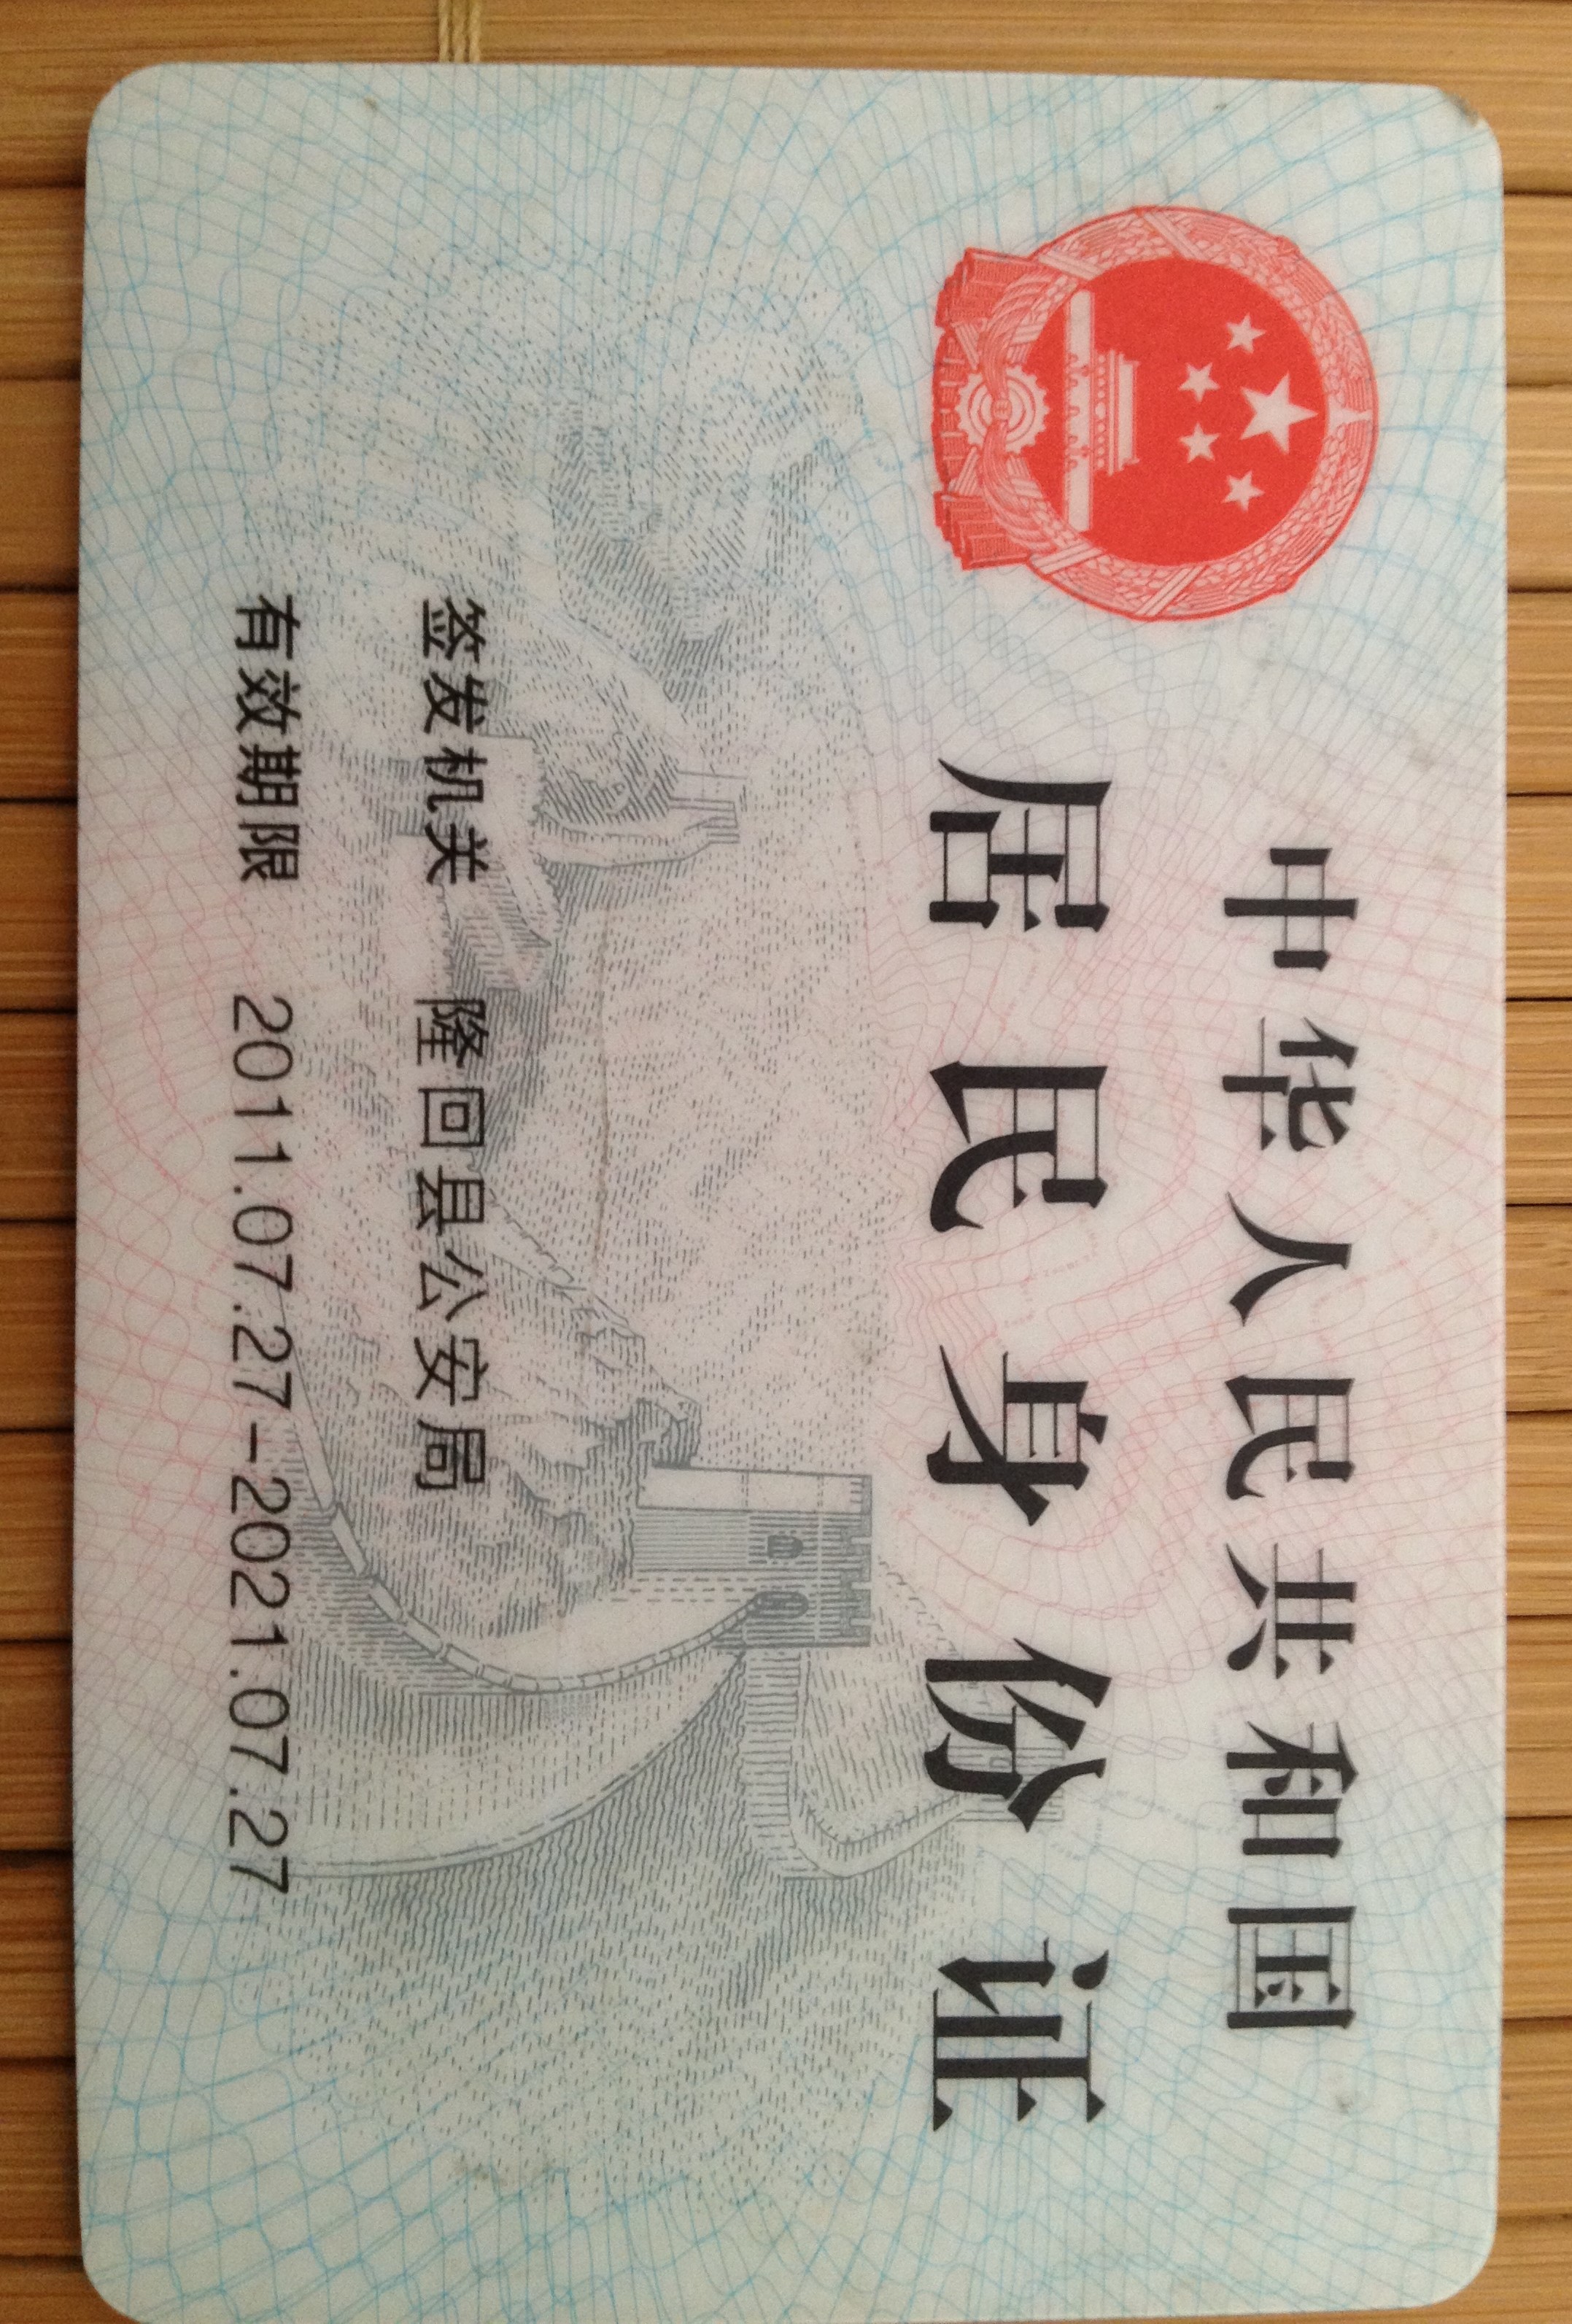 中华人民共和国
居民身份证
签发机关 隆回县公安局
有效期限 2011.07.27-2021.07.27